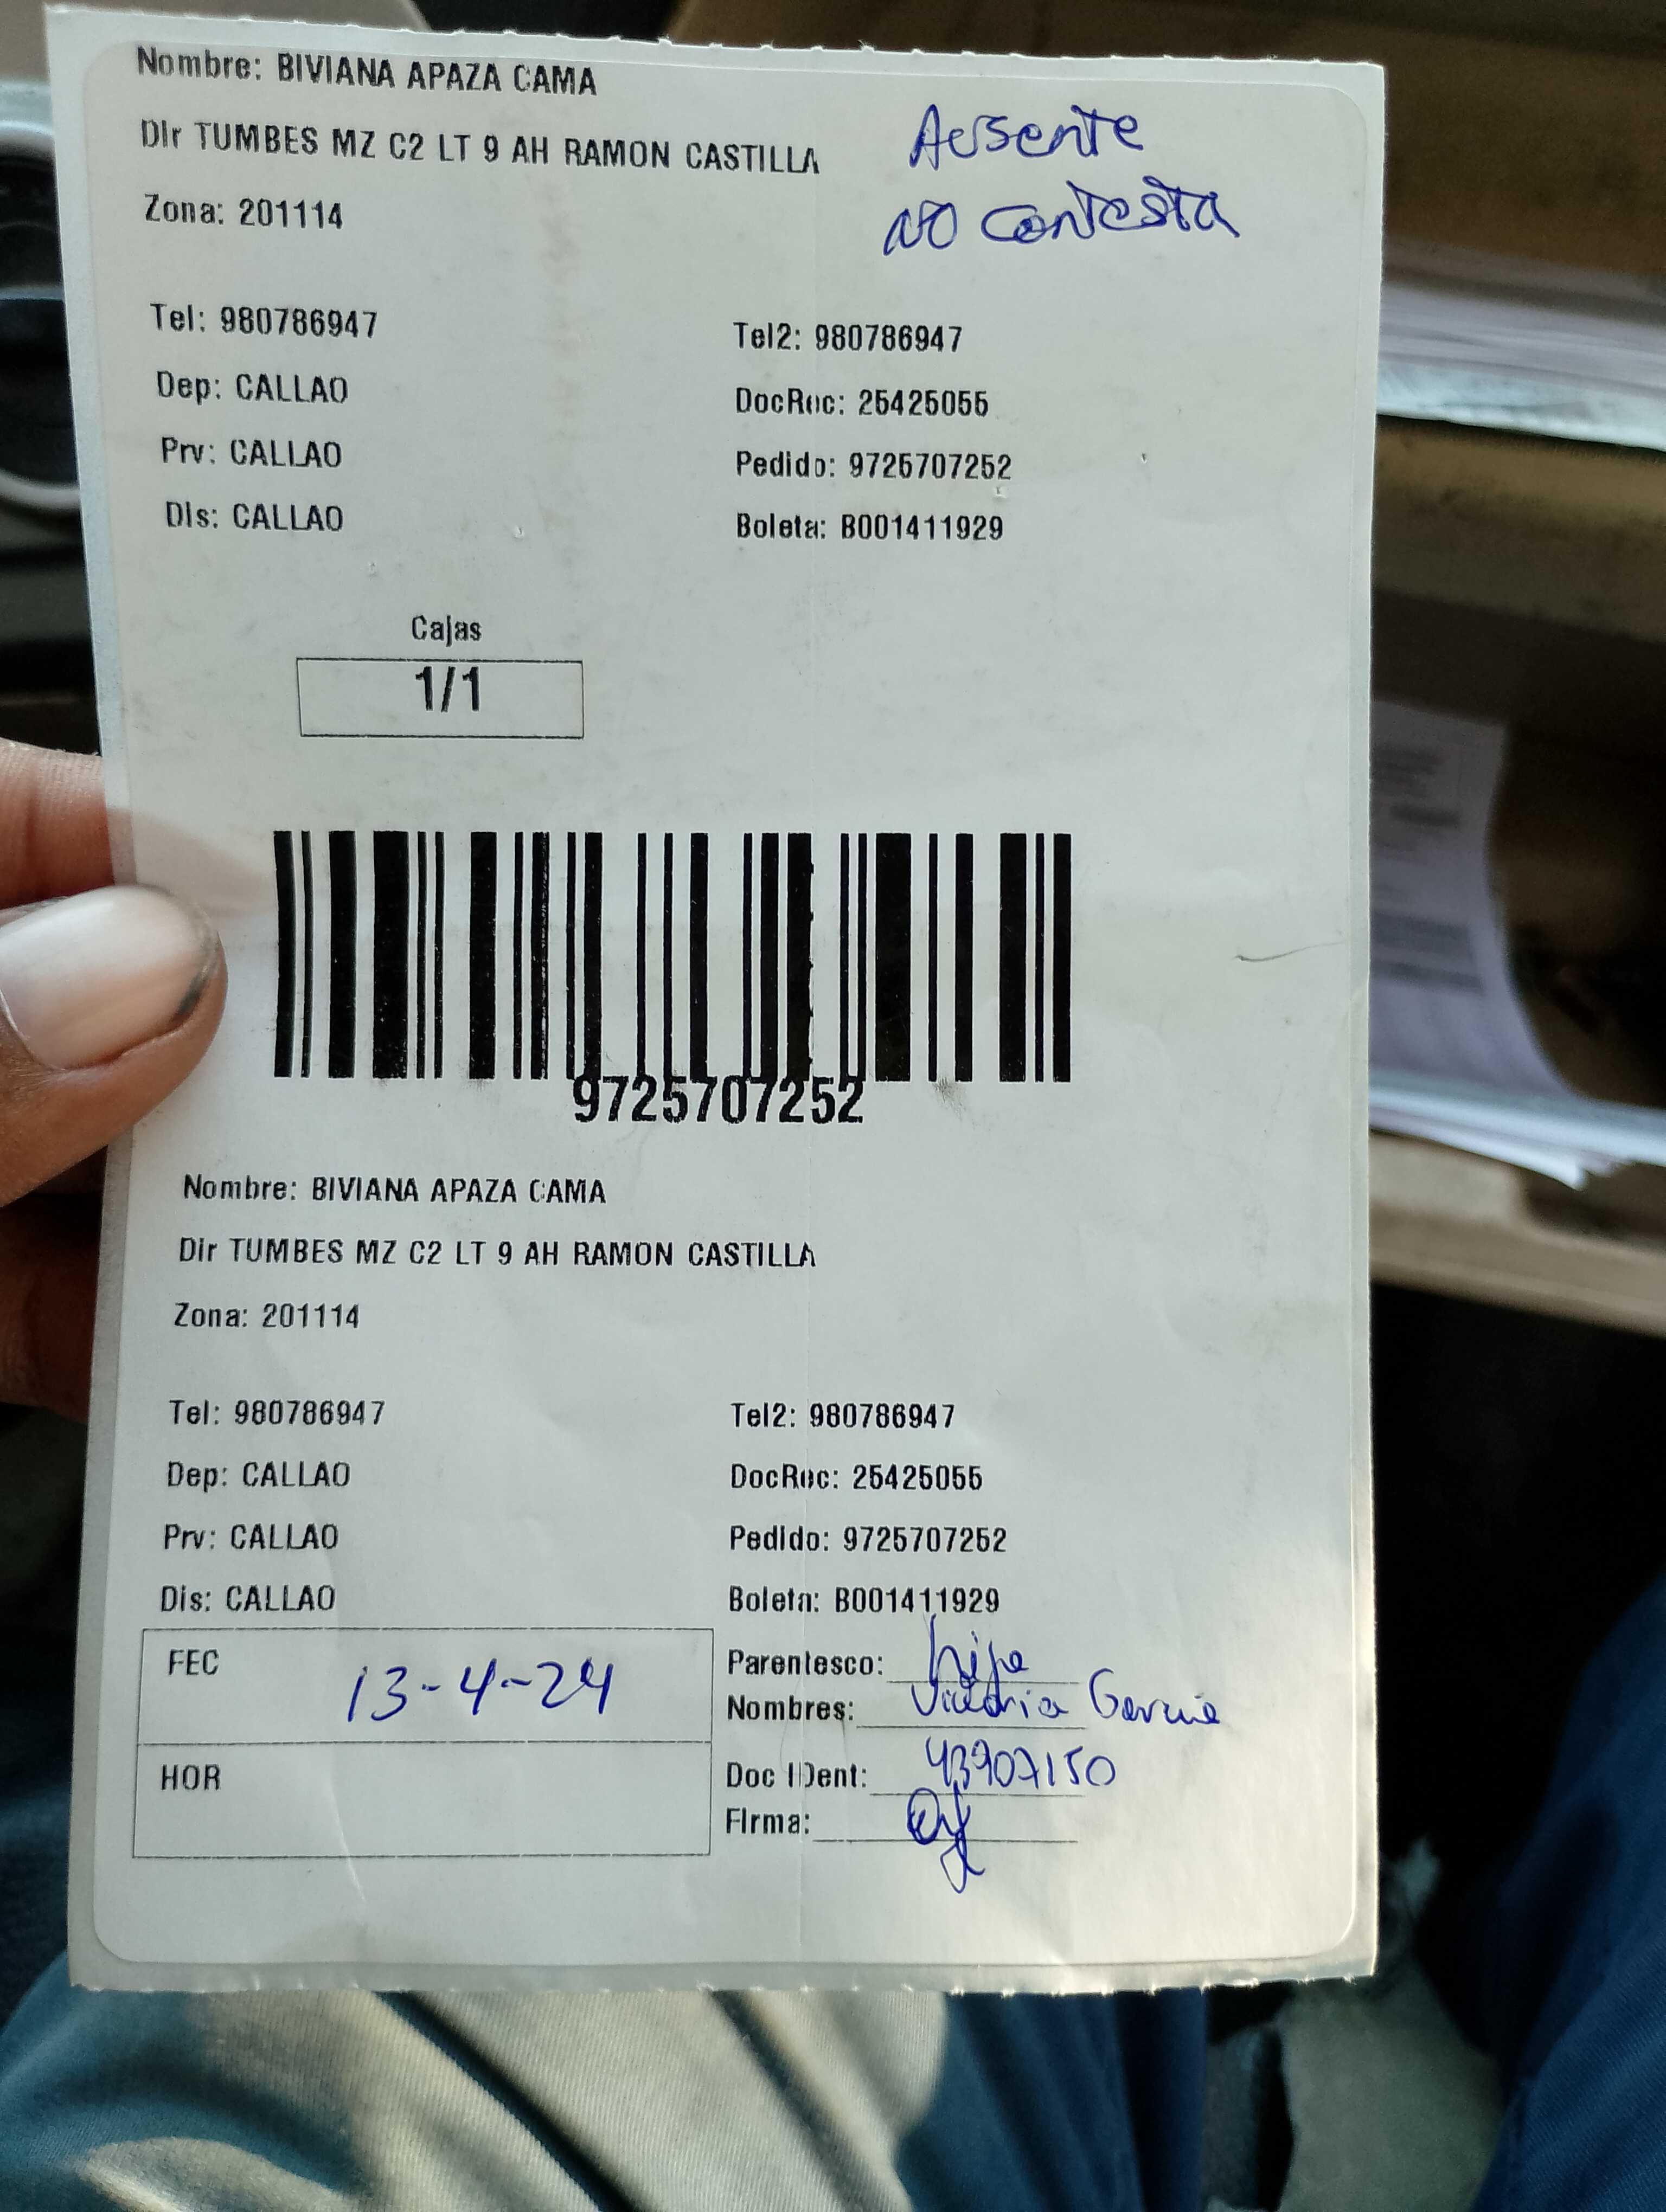 Nombre: BIVIANA APAZA CAMA
Dir TUMBES MZ C2 LT 9 AH RAMON CASTILLA
Ausente
Zona: 201114
NO contesta
Tel: 980786947
Tel2: 980786947
Dep: CALLAO
DocRec: 25425055
Prv: CALLAO
Pedido: 9725707252
Dis: CALLAO
Boleta: B001411929
Cajas
1/1
9725707252
Nombre: BIVIANA APAZA CAMA
Dir TUMBES MZ C2 LT 9 AH RAMON CASTILLA
Zona: 201114
Tel: 980786947
Tel2: 980786947
Dep: CALLAO
DocRec: 25425055
Prv: CALLAO
Pedido: 9725707252
Dis: CALLAO
Boleta: B001411929
FEC 13-4-24
HOR
Parentesco: hija
Nombres: Victoria Garcia
Doc IDent: 43907150
Firma: